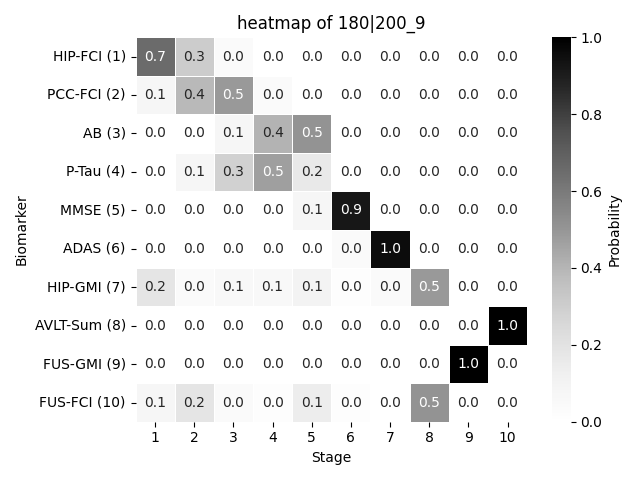 heatmap of 180|200_9
HIP-FCI (1) 0.7 0.3 0.0 0.0 0.0 0.0 0.0 0.0 0.0 0.0
PCC-FCI (2) 0.1 0.4 0.5 0.0 0.0 0.0 0.0 0.0 0.0 0.0
AB (3) 0.0 0.0 0.1 0.4 0.5 0.0 0.0 0.0 0.0 0.0
P-Tau (4) 0.0 0.1 0.3 0.5 0.2 0.0 0.0 0.0 0.0 0.0
MMSE (5) 0.0 0.0 0.0 0.0 0.1 0.9 0.0 0.0 0.0 0.0
ADAS (6) 0.0 0.0 0.0 0.0 0.0 0.0 1.0 0.0 0.0 0.0
HIP-GMI (7) 0.2 0.0 0.1 0.1 0.1 0.0 0.0 0.5 0.0 0.0
AVLT-Sum (8) 0.0 0.0 0.0 0.0 0.0 0.0 0.0 0.0 0.0 1.0
FUS-GMI (9) 0.0 0.0 0.0 0.0 0.0 0.0 0.0 0.0 1.0 0.0
FUS-FCI (10) 0.1 0.2 0.0 0.0 0.1 0.0 0.0 0.5 0.0 0.0
1 2 3 4 5 6 7 8 9 10
Stage
Biomarker
1.0
0.8
0.6
0.4
0.2
0.0
Probability